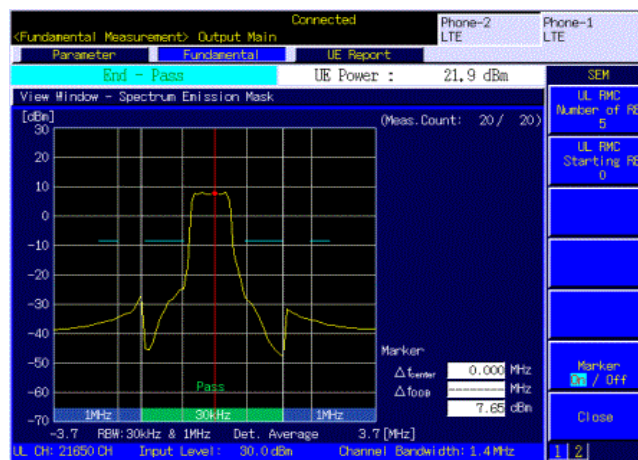 Connected
<Fundamental Measurement> Output Main
Phone-2
LTE
Phone-1
LTE
Parameter
Fundamental
UE Report
End - Pass
UE Power :
21.9 dBm
SEM
View Window - Spectrum Emission Mask
UL RMC
Number of RB
5
[dBm]
(Meas.Count: 20 / 20)
UL RMC
Starting RB
0
30
20
10
0
-10
-20
-30
-40
-50
-60
-70
Pass
1MHz
30kHz
1MHz
-3.7
RBW:30kHz & 1MHz
Det. Average
3.7 [MHz]
Marker
Δfcenter
0.000
MHz
ΔfOOB
-------
MHz
7.65
dBm
Marker
On / Off
Close
UL CH: 21650 CH
Input Level: 30.0 dBm
Channel Bandwidth: 1.4 MHz
1
2